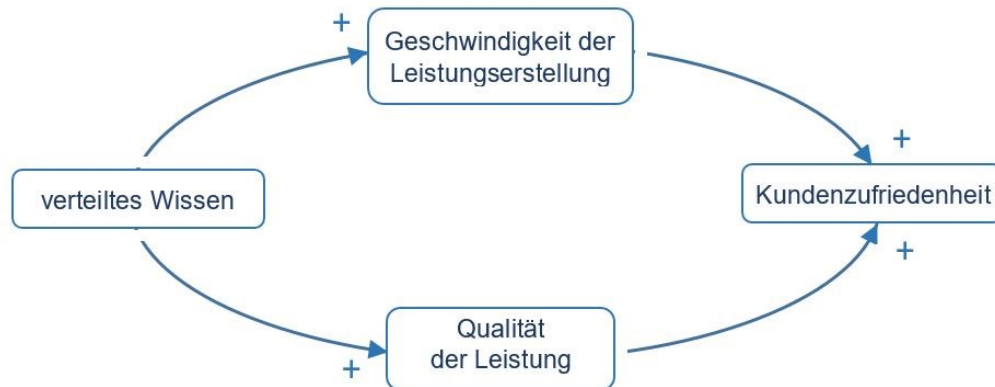 +
Geschwindigkeit der
Leistungserstellung
+
verteiltes Wissen
Kundenzufriedenheit
+
Qualität
der Leistung
+